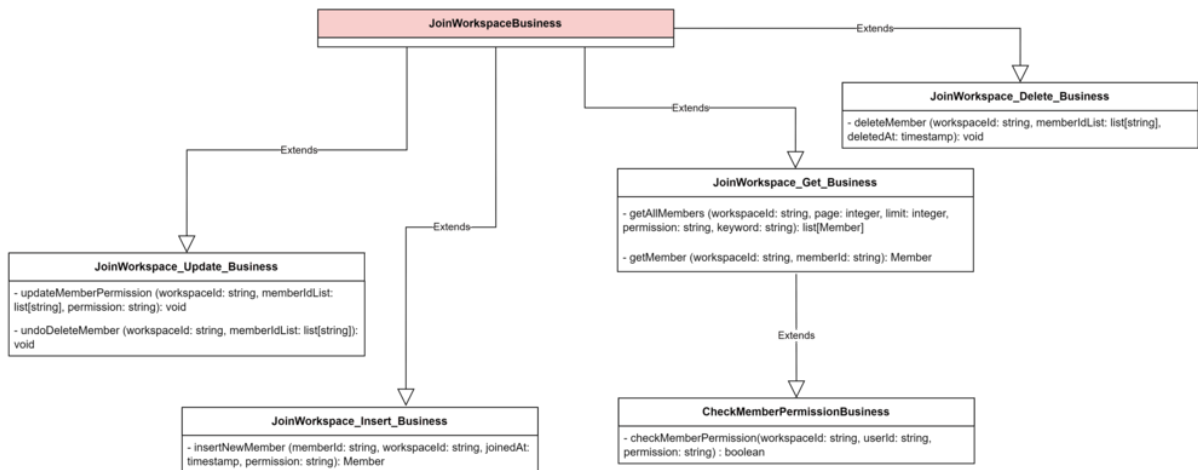 JoinWorkspaceBusiness
Extends
JoinWorkspace_Delete_Business
- deleteMember (workspaceId: string, memberIdList: list[string],
deletedAt: timestamp): void
Extends
Extends
JoinWorkspace_Get_Business
- getAllMembers (workspaceId: string, page: integer, limit: integer,
permission: string, keyword: string): list[Member]
- getMember (workspaceId: string, memberId: string): Member
Extends
JoinWorkspace_Update_Business
- updateMemberPermission (workspaceId: string, memberIdList:
list[string], permission: string): void
- undoDeleteMember (workspaceId: string, memberIdList: list[string]):
void
Extends
JoinWorkspace_Insert_Business
- insertNewMember (memberId: string, workspaceId: string, joinedAt:
timestamp, permission: string): Member
CheckMemberPermissionBusiness
- checkMemberPermission(workspaceId: string, userId: string,
permission: string) : boolean